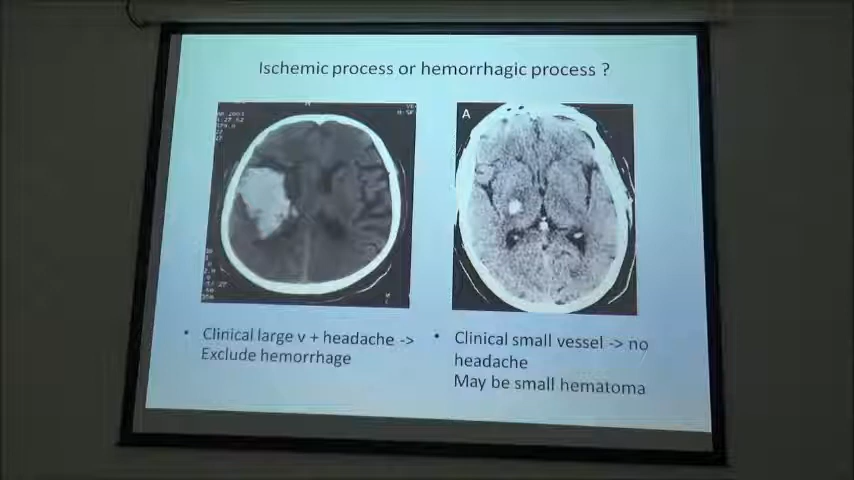 Ischemic process or hemorrhagic process ?
A
• Clinical large v + headache ->
Exclude hemorrhage
• Clinical small vessel -> no
headache
May be small hematoma